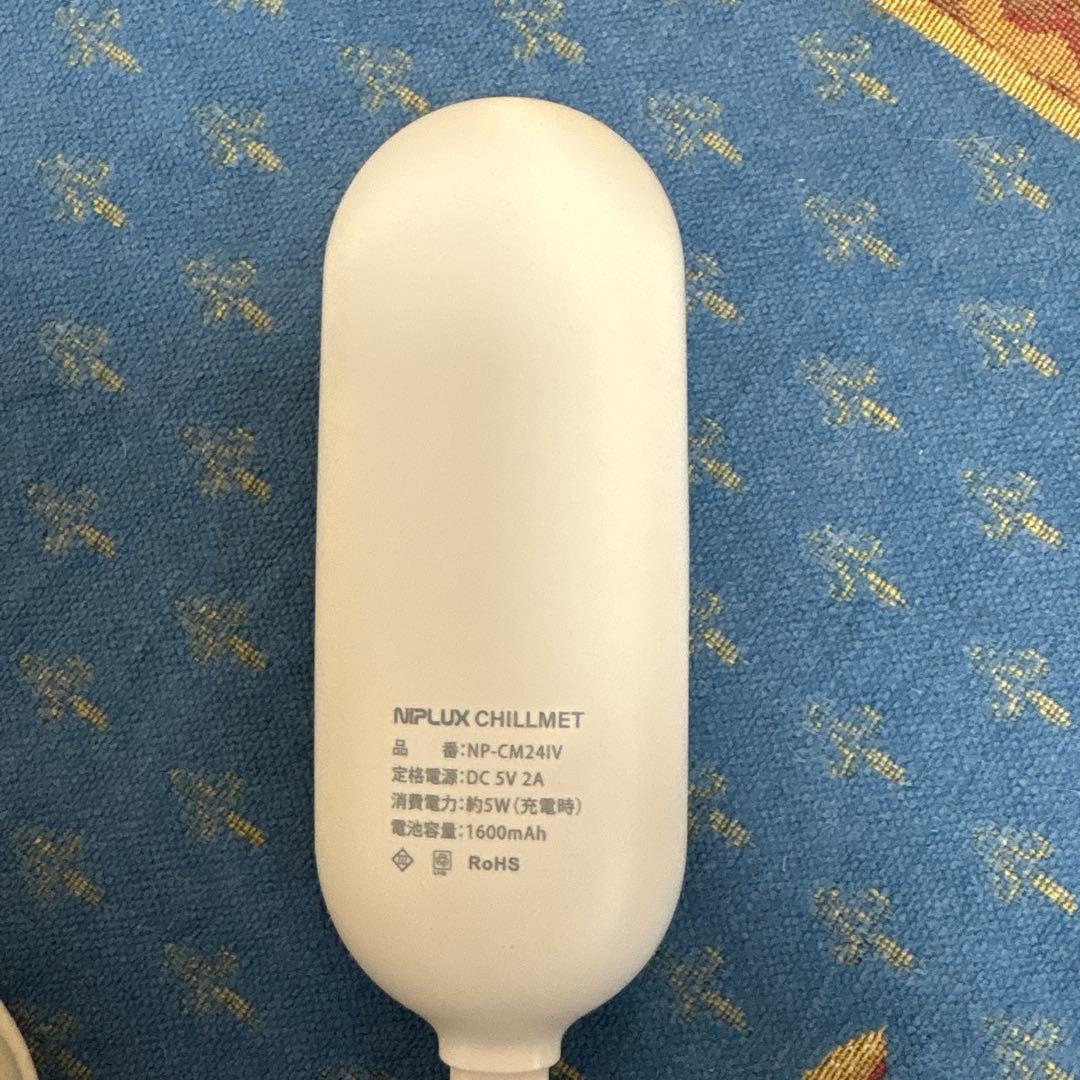 NIPLUX CHILLMET
品 番:NP-CM24IV
定格電源:DC 5V 2A
消費電力:約5W(充電時)
電池容量:1600mAh
RoHS